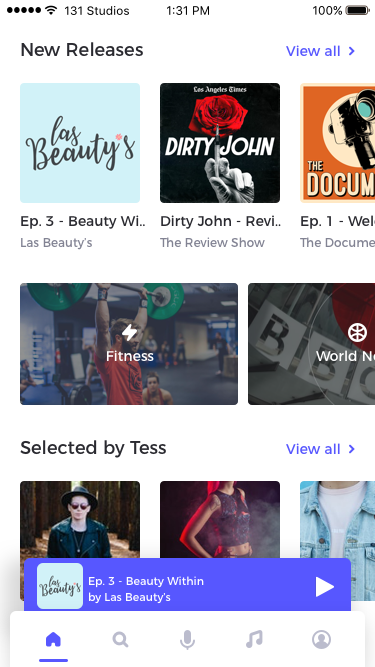 131 Studios 1:31 PM 100%
New Releases View all
las
Beauty's
Los Angeles Times
DIRTY JOHN
THE
DOCUM
Ep. 3 - Beauty Wi.. Dirty John - Revi.. Ep. 1 - Wel
Las Beauty's The Review Show The Docume
Fitness
World Ne
B B C
Selected by Tess View all
las
Beauty's
Ep. 3 - Beauty Within
by Las Beauty's